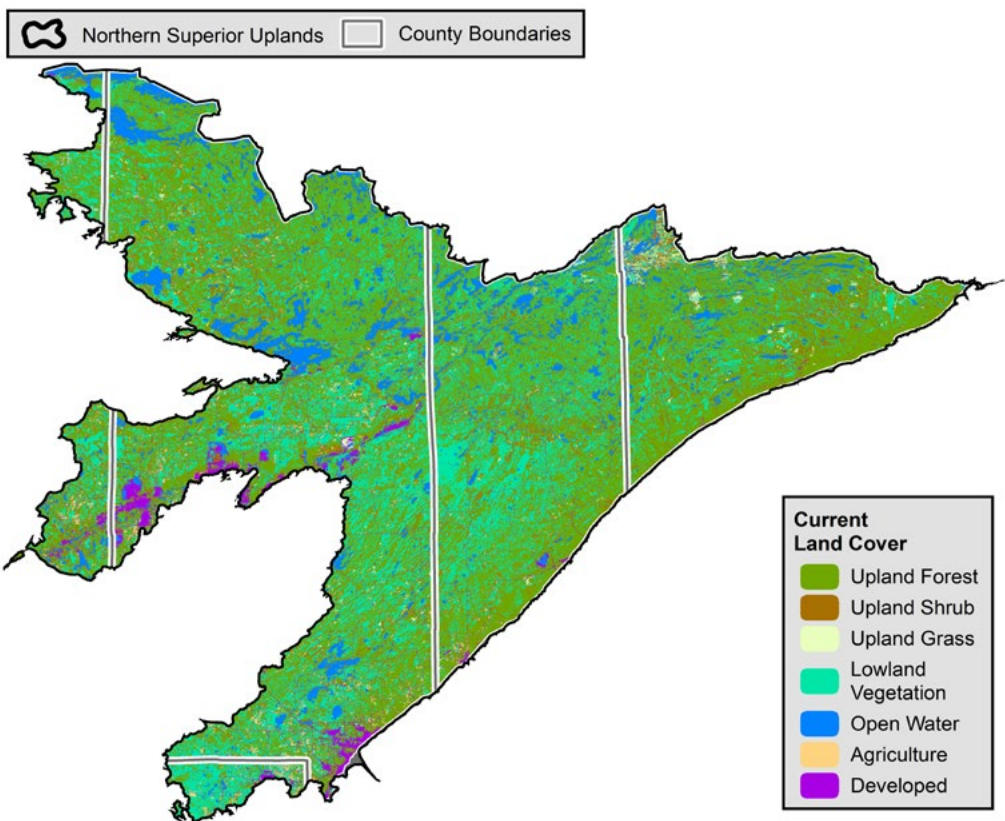 Northern Superior Uplands County Boundaries
Current
Land Cover
Upland Forest
Upland Shrub
Upland Grass
Lowland
Vegetation
Open Water
Agriculture
Developed